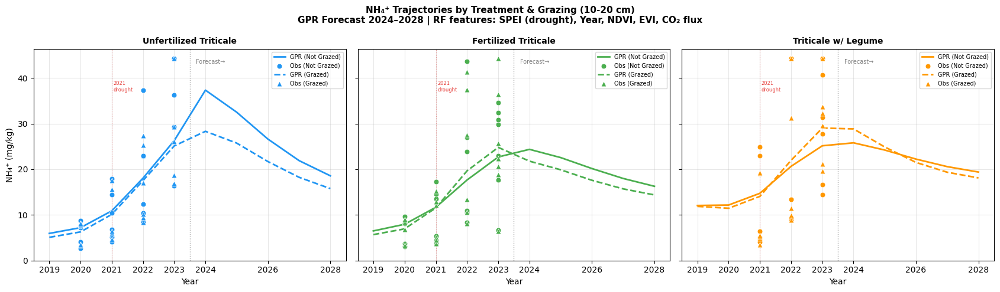 NH₄⁺ Trajectories by Treatment & Grazing (10-20 cm)
GPR Forecast 2024–2028 | RF features: SPEI (drought), Year, NDVI, EVI, CO₂ flux
Unfertilized Triticale
NH₄⁺ (mg/kg)
40
30
20
10
0
2021
drought
Forecast→
GPR (Not Grazed)
Obs (Not Grazed)
GPR (Grazed)
Obs (Grazed)
2019 2020 2021 2022 2023 2024 2026 2028
Year
Fertilized Triticale
2021
drought
Forecast→
GPR (Not Grazed)
Obs (Not Grazed)
GPR (Grazed)
Obs (Grazed)
2019 2020 2021 2022 2023 2024 2026 2028
Year
Triticale w/ Legume
2021
drought
Forecast→
GPR (Not Grazed)
Obs (Not Grazed)
GPR (Grazed)
Obs (Grazed)
2019 2020 2021 2022 2023 2024 2026 2028
Year